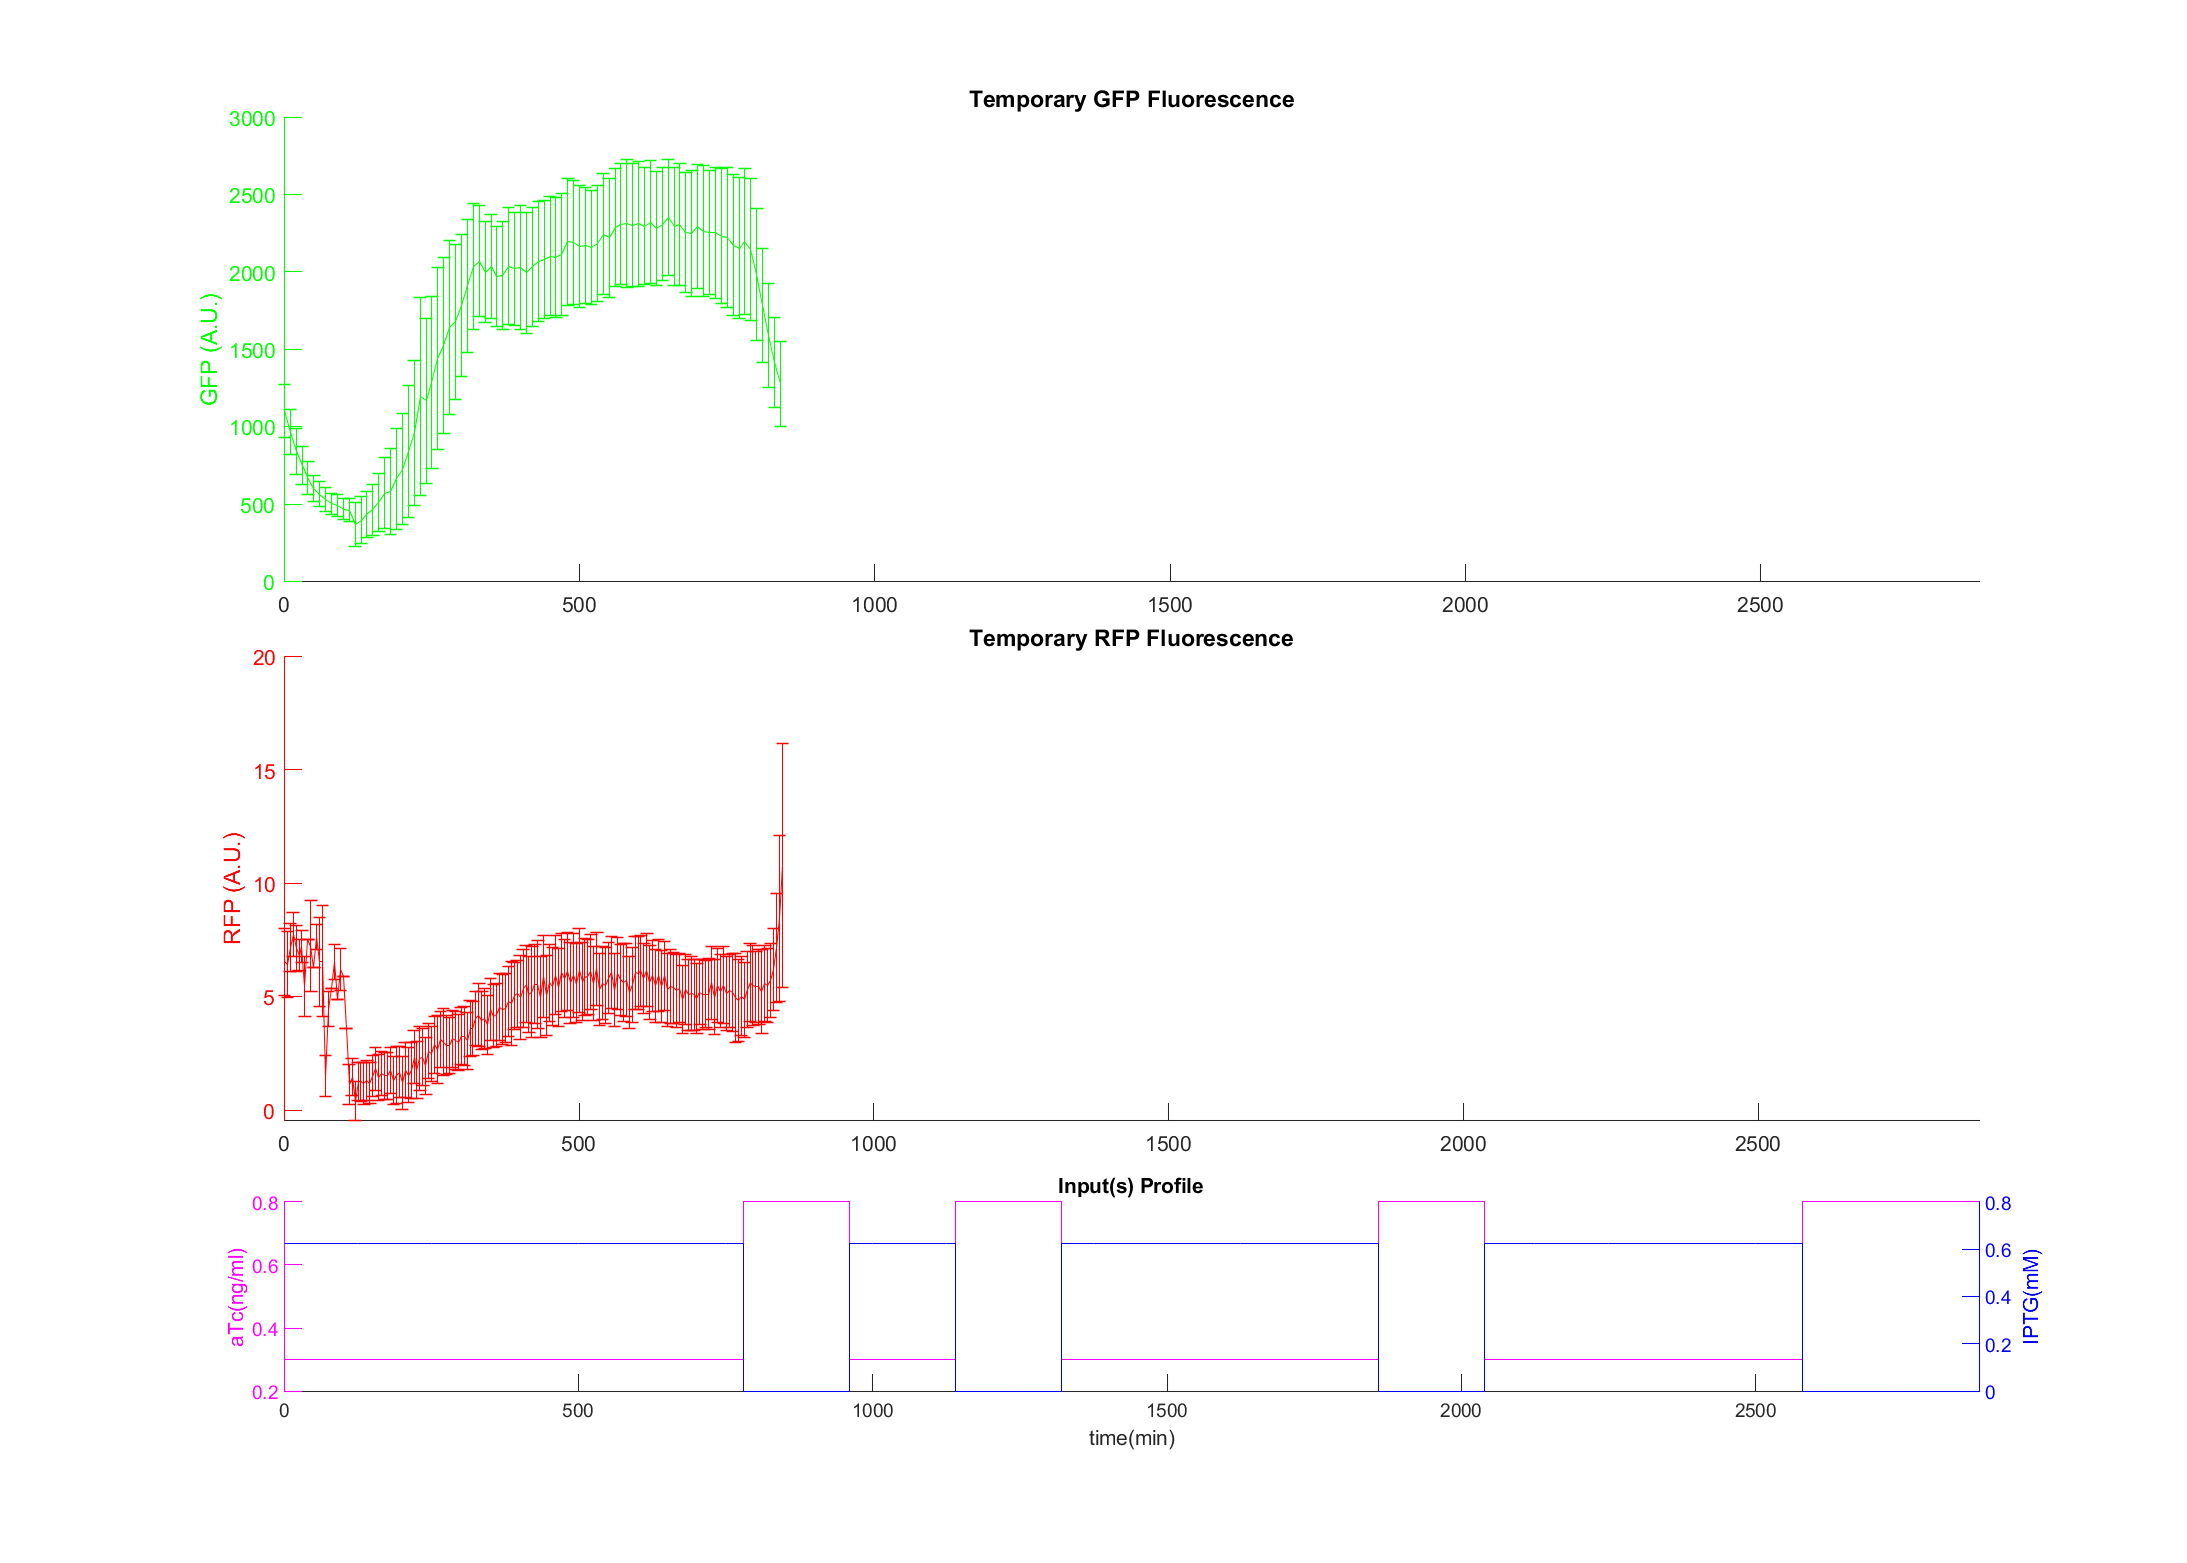 Temporary GFP Fluorescence
GFP (A.U.)
3000
2500
2000
1500
1000
500
0
0 500 1000 1500 2000 2500
Temporary RFP Fluorescence
RFP (A.U.)
20
15
10
5
0
0 500 1000 1500 2000 2500
Input(s) Profile
aTc(ng/ml)
0.8
0.6
0.4
0.2
IPTG(mM)
0.8
0.6
0.4
0.2
0
0 500 1000 1500 2000 2500
time(min)